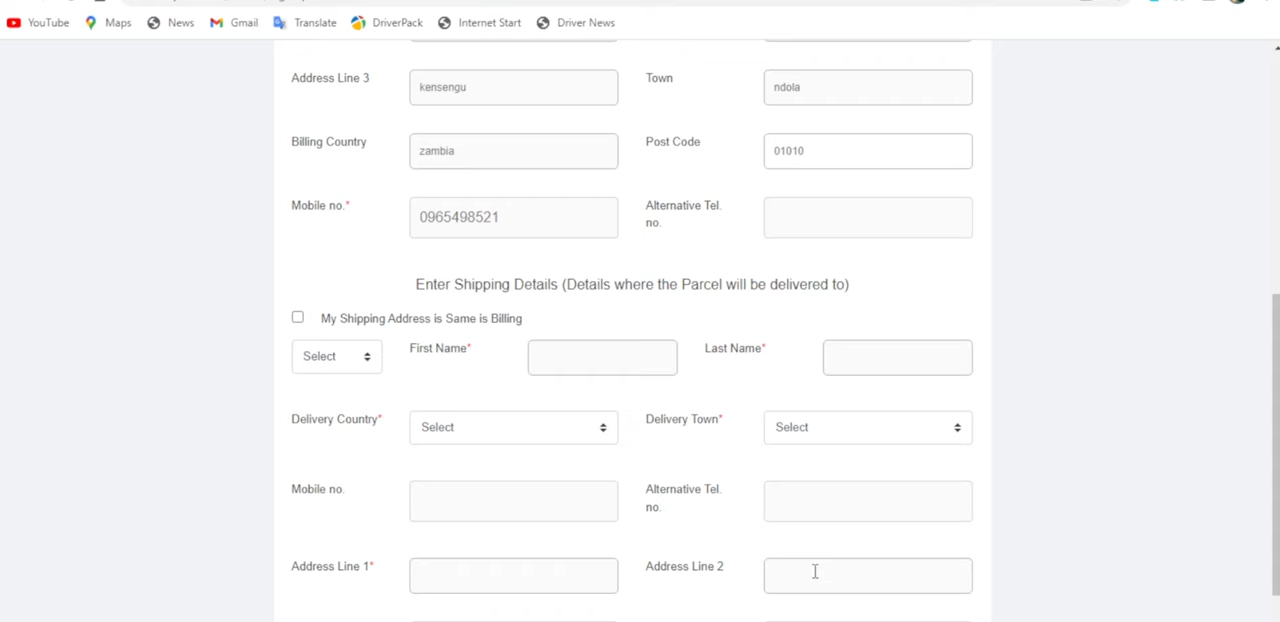 YouTube Maps News Gmail Translate DriverPack Internet Start Driver News
Address Line 3 kensengu Town ndola
Billing Country zambia Post Code 01010
Mobile no.* 0965498521 Alternative Tel. no.
Enter Shipping Details (Details where the Parcel will be delivered to)
My Shipping Address is Same is Billing
Select First Name* Last Name*
Delivery Country* Select Delivery Town* Select
Mobile no. Alternative Tel. no.
Address Line 1* Address Line 2